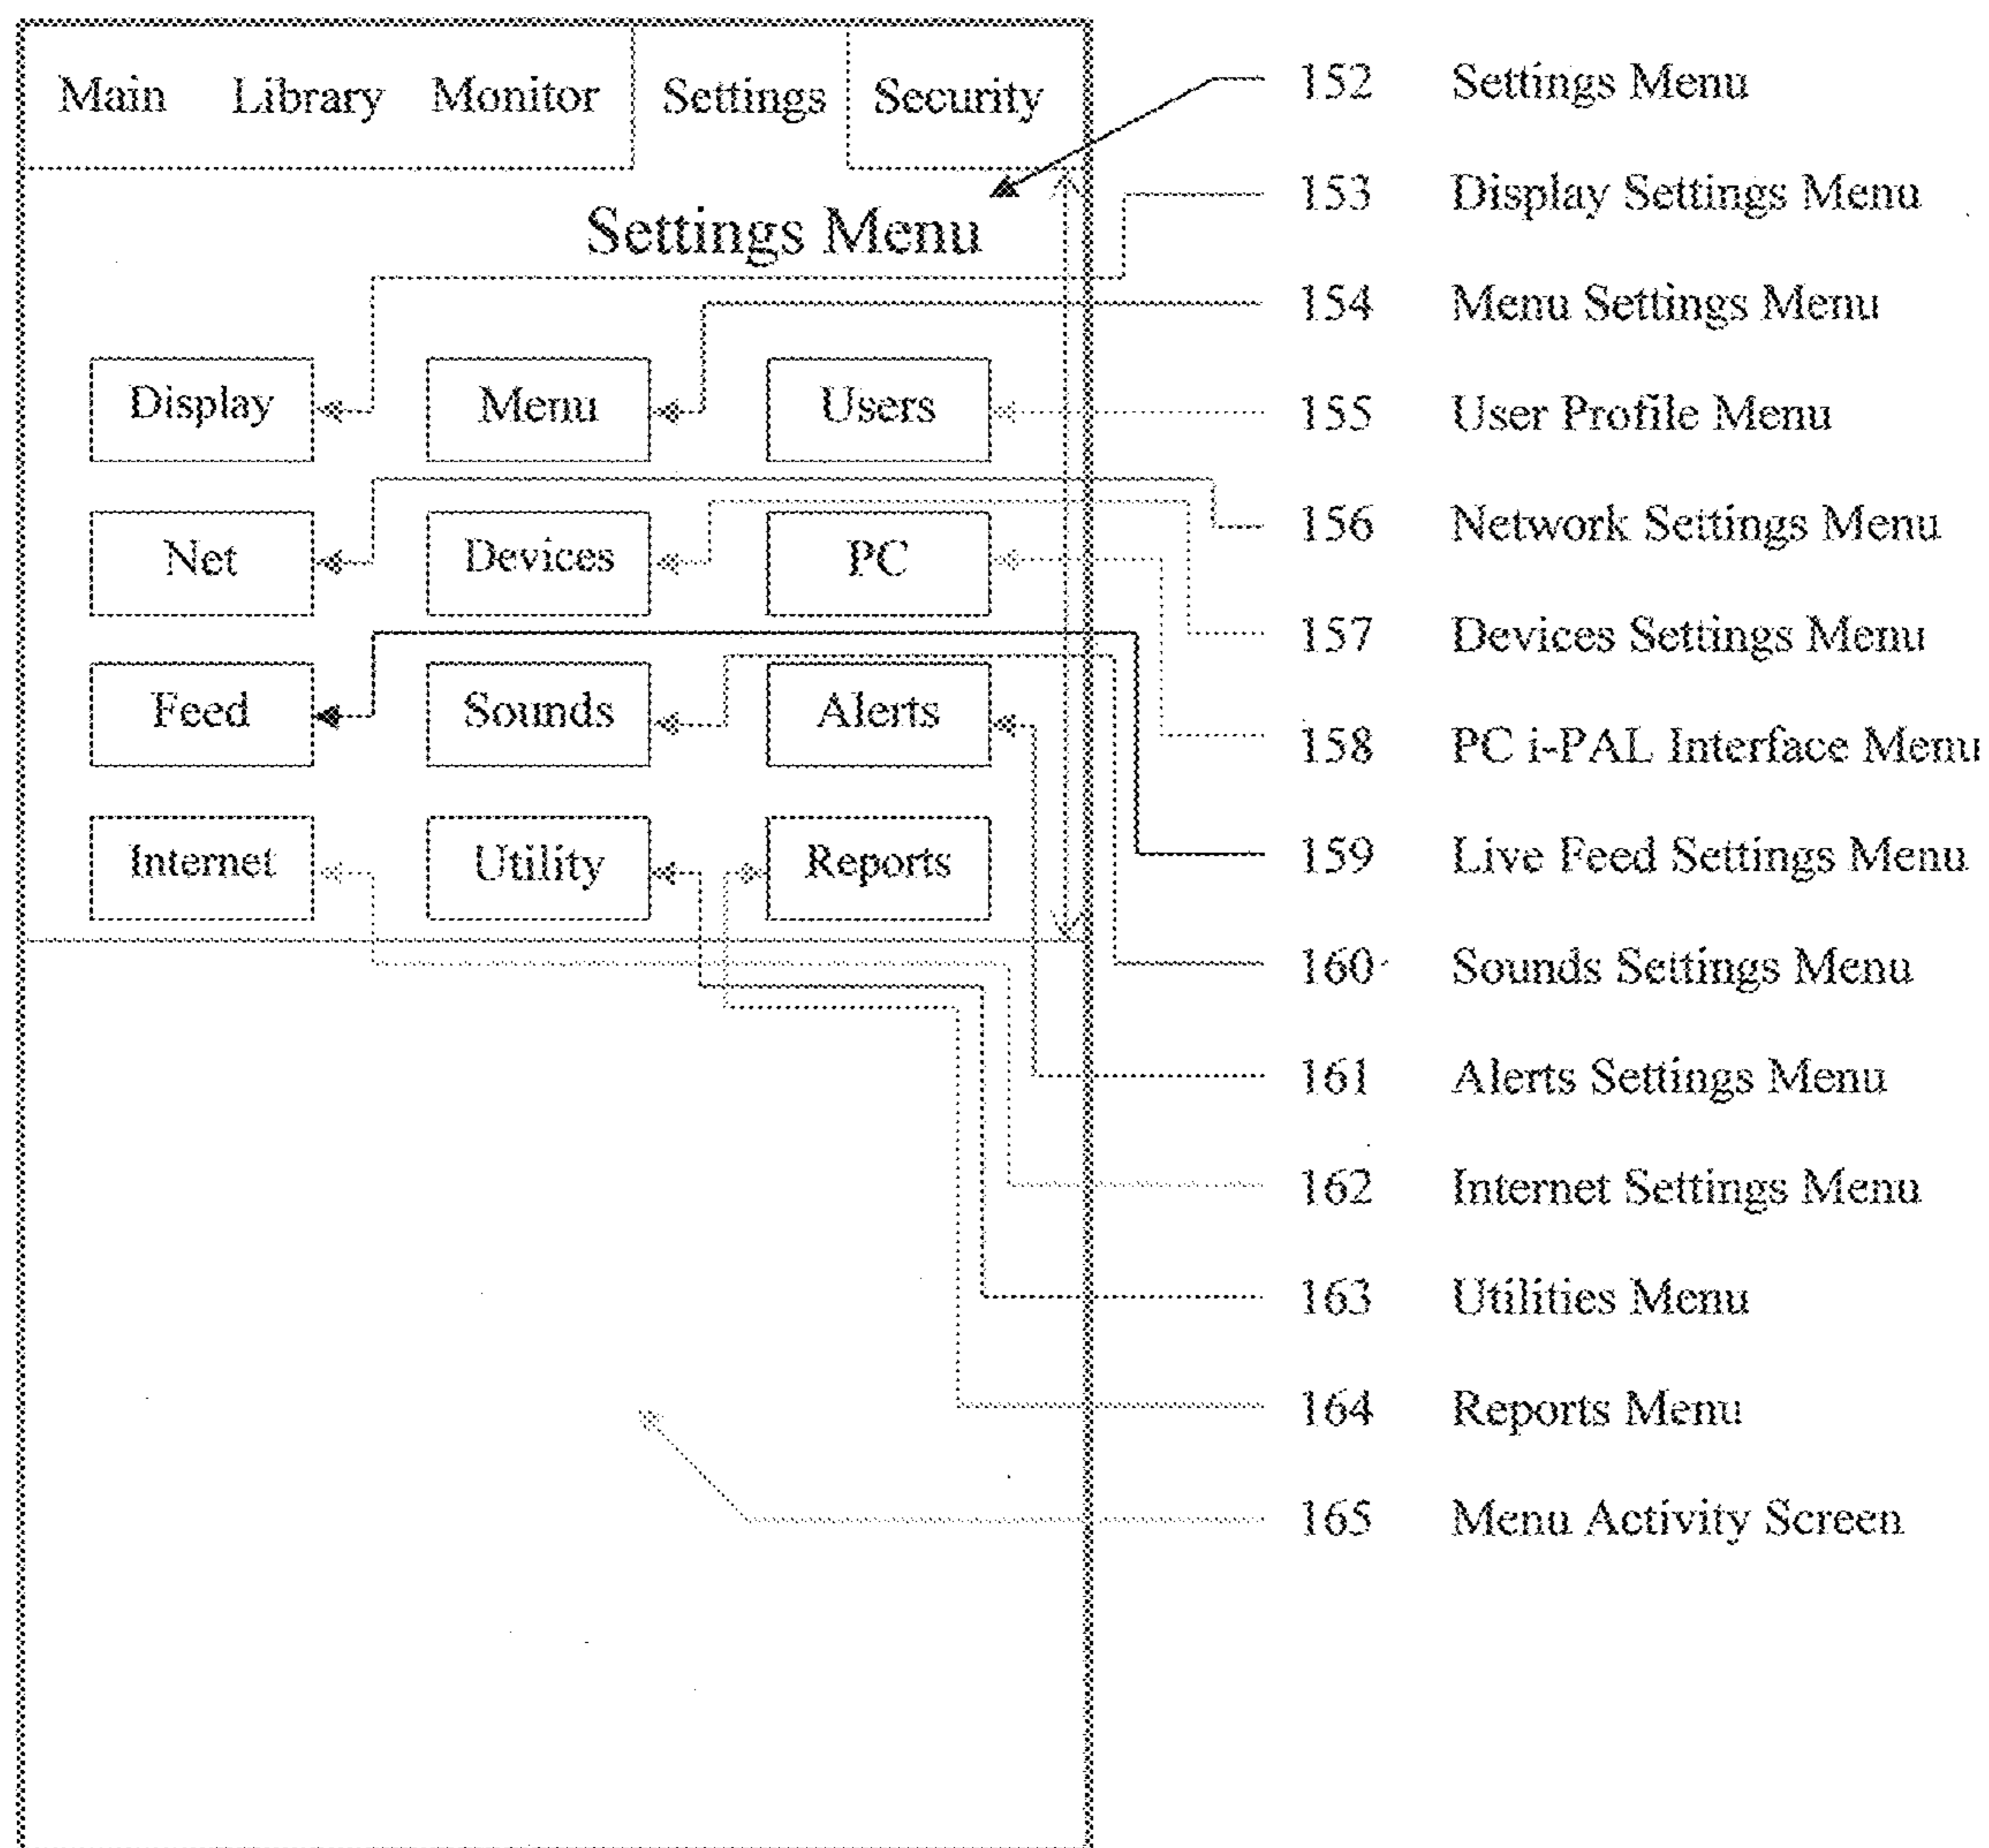 Main Library Monitor Settings Security
Settings Menu
Display Menu Users
Net Devices PC
Feed Sounds Alerts
Internet Utility Reports
152 Settings Menu
153 Display Settings Menu
154 Menu Settings Menu
155 User Profile Menu
156 Network Settings Menu
157 Devices Settings Menu
158 PC i-PAL Interface Menu
159 Live Feed Settings Menu
160 Sounds Settings Menu
161 Alerts Settings Menu
162 Internet Settings Menu
163 Utilities Menu
164 Reports Menu
165 Menu Activity Screen